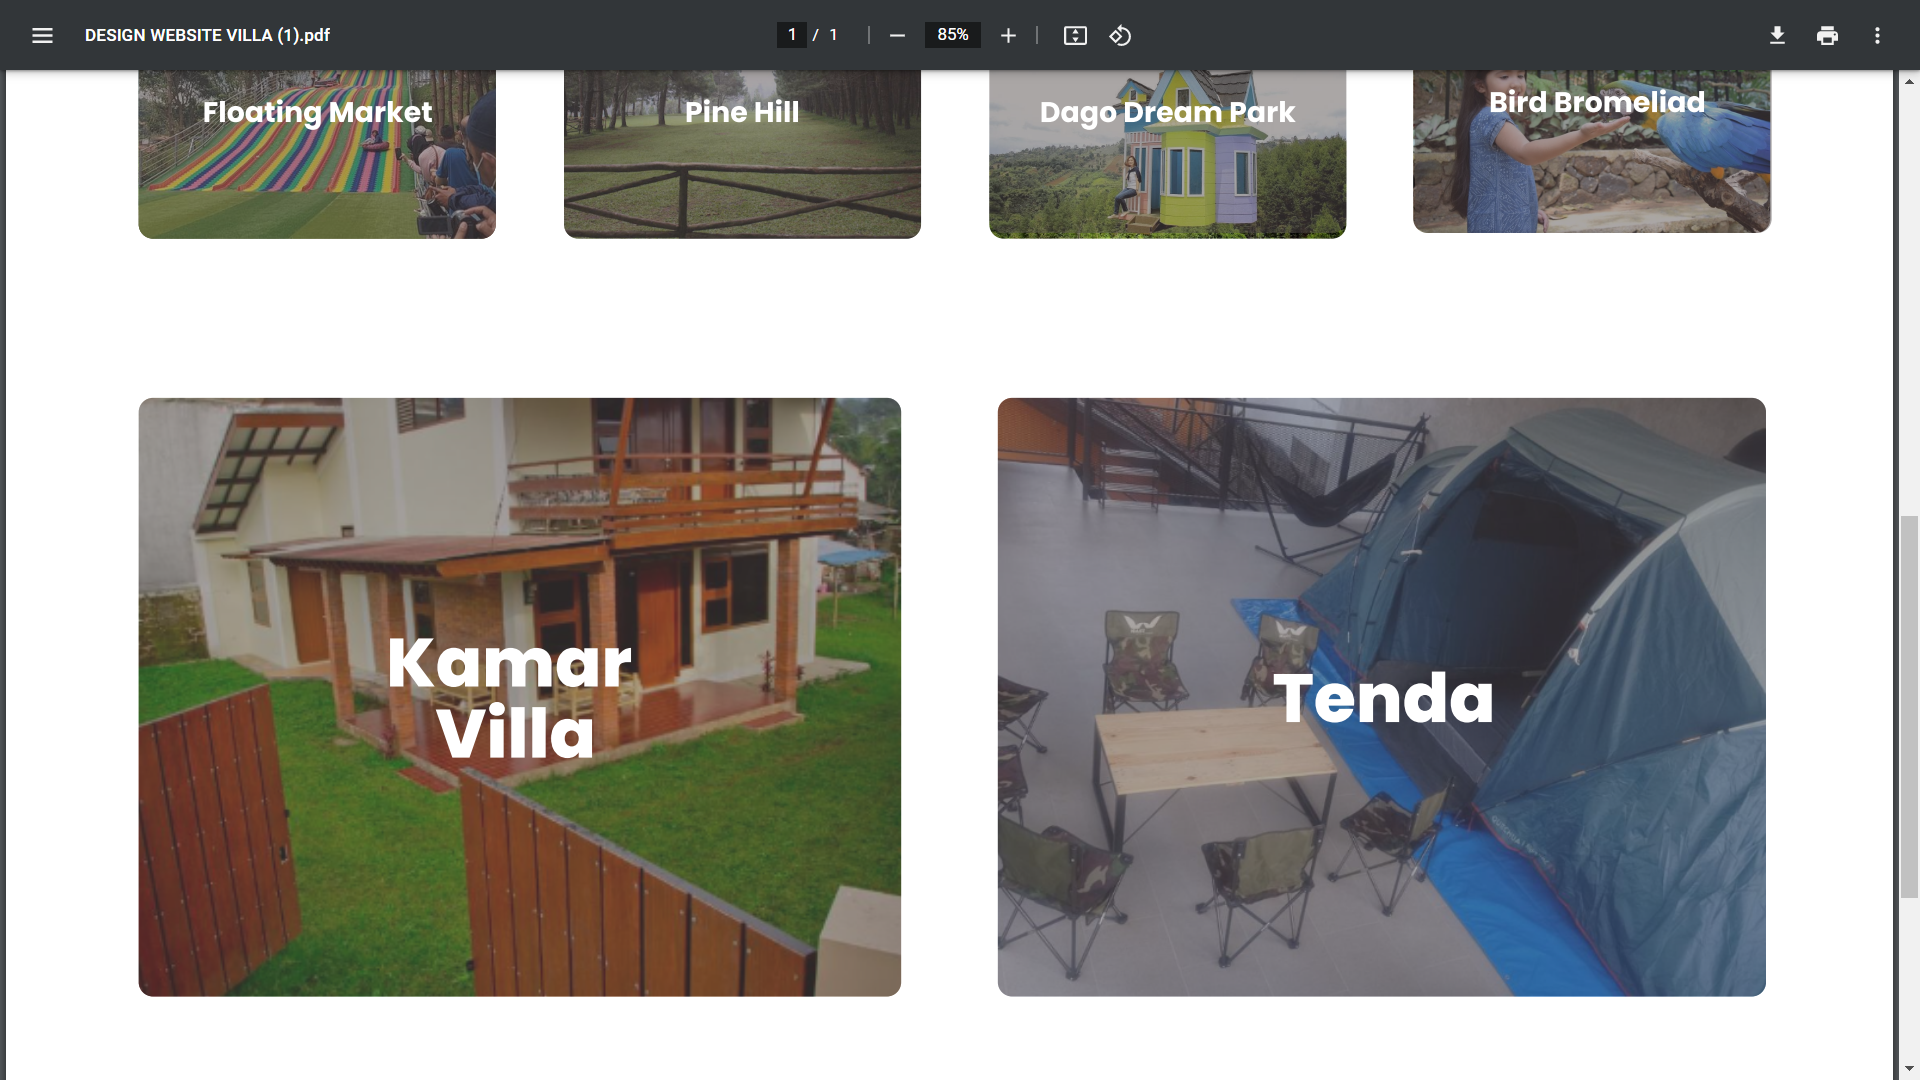 DESIGN WEBSITE VILLA (1).pdf
1 / 1
85%
Floating Market
Pine Hill
Dago Dream Park
Bird Bromeliad
Kamar
Villa
Tenda